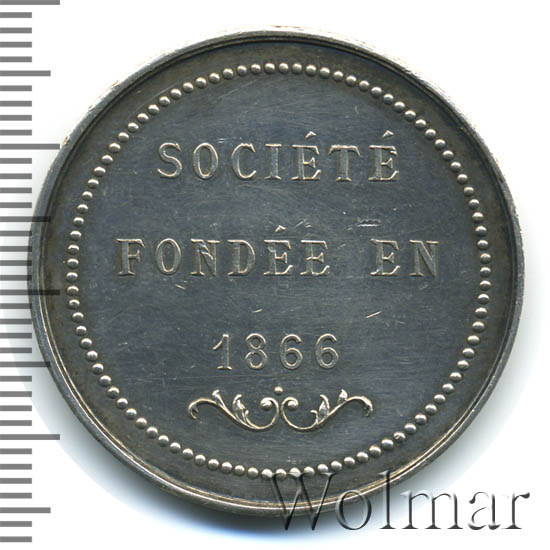 SOCIÉTÉ
FONDÉE EN
1866
Wolmar